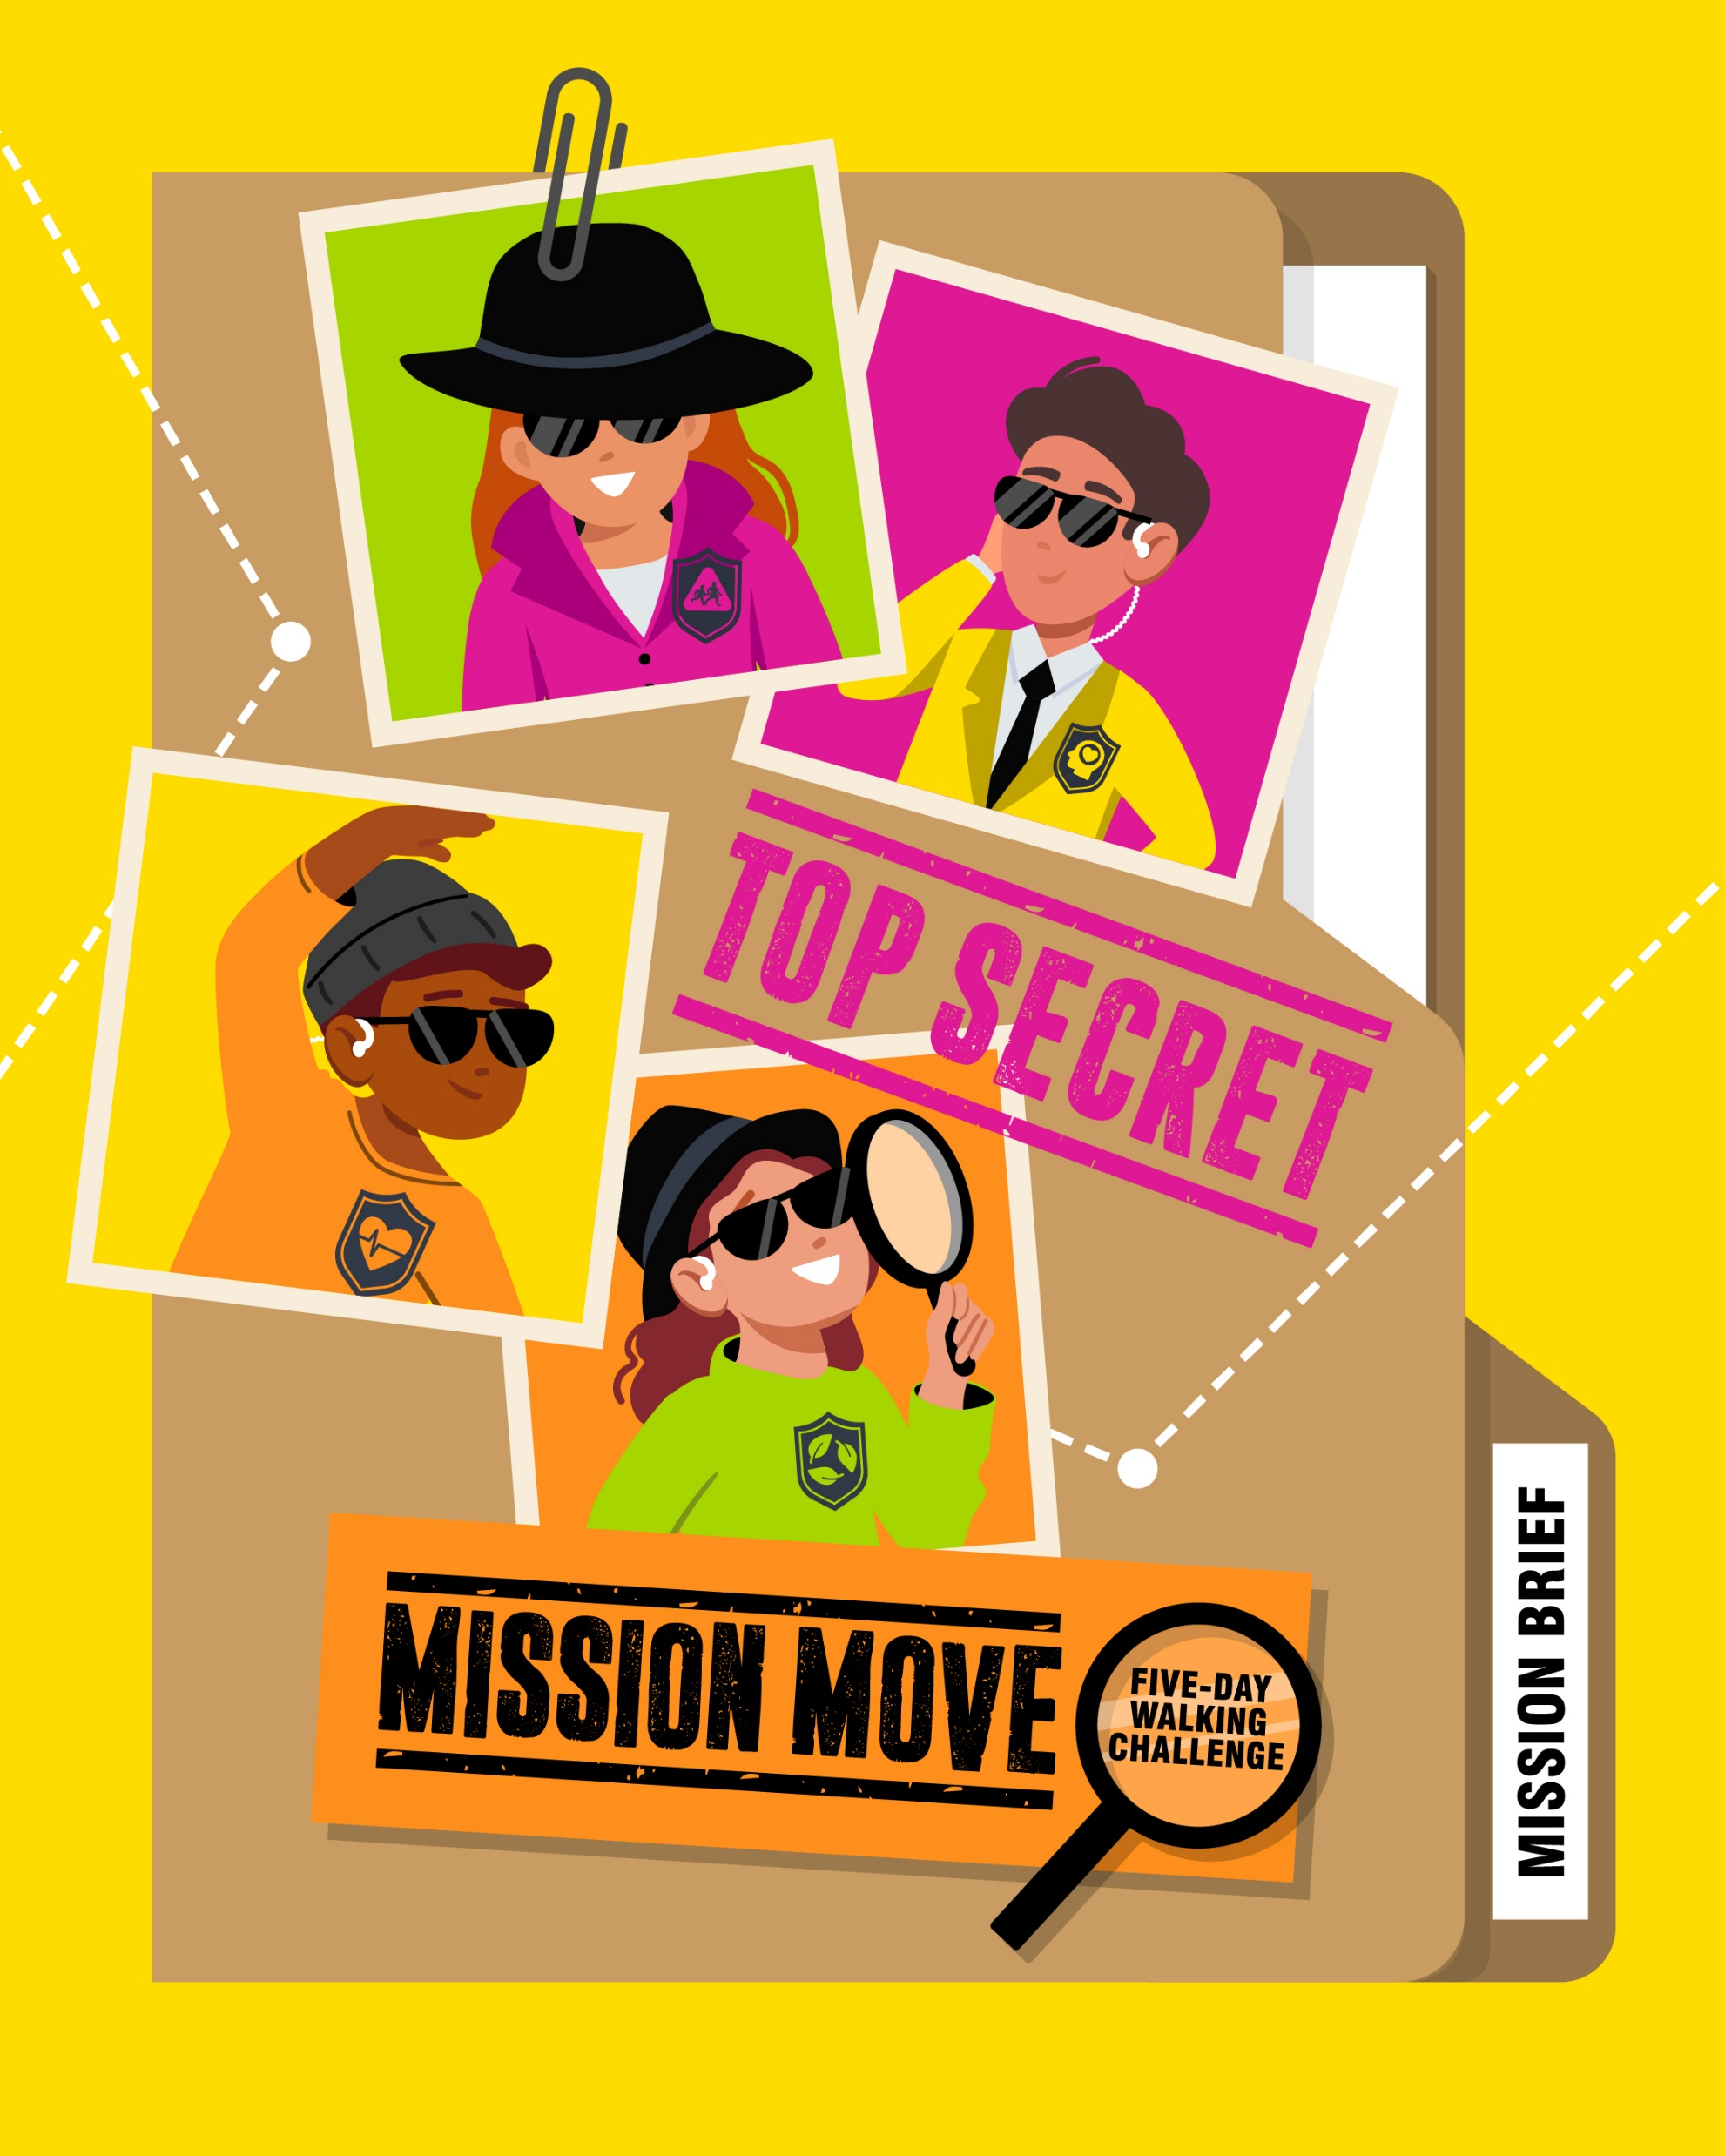 TOP SECRET
MISSION MOVE
FIVE-DAY
WALKING
CHALLENGE
MISSION BRIEF